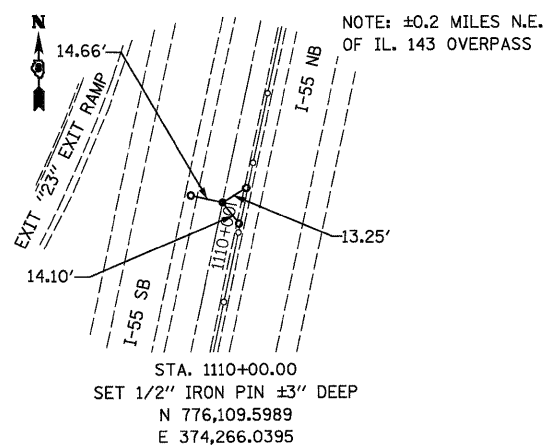 N
NOTE: ±0.2 MILES N.E.
OF IL. 143 OVERPASS
14.66'
I-55 NB
EXIT "23" EXIT RAMP
1110+00
13.25'
14.10'
I-55 SB
STA. 1110+00.00
SET 1/2" IRON PIN ±3" DEEP
N 776,109.5989
E 374,266.0395